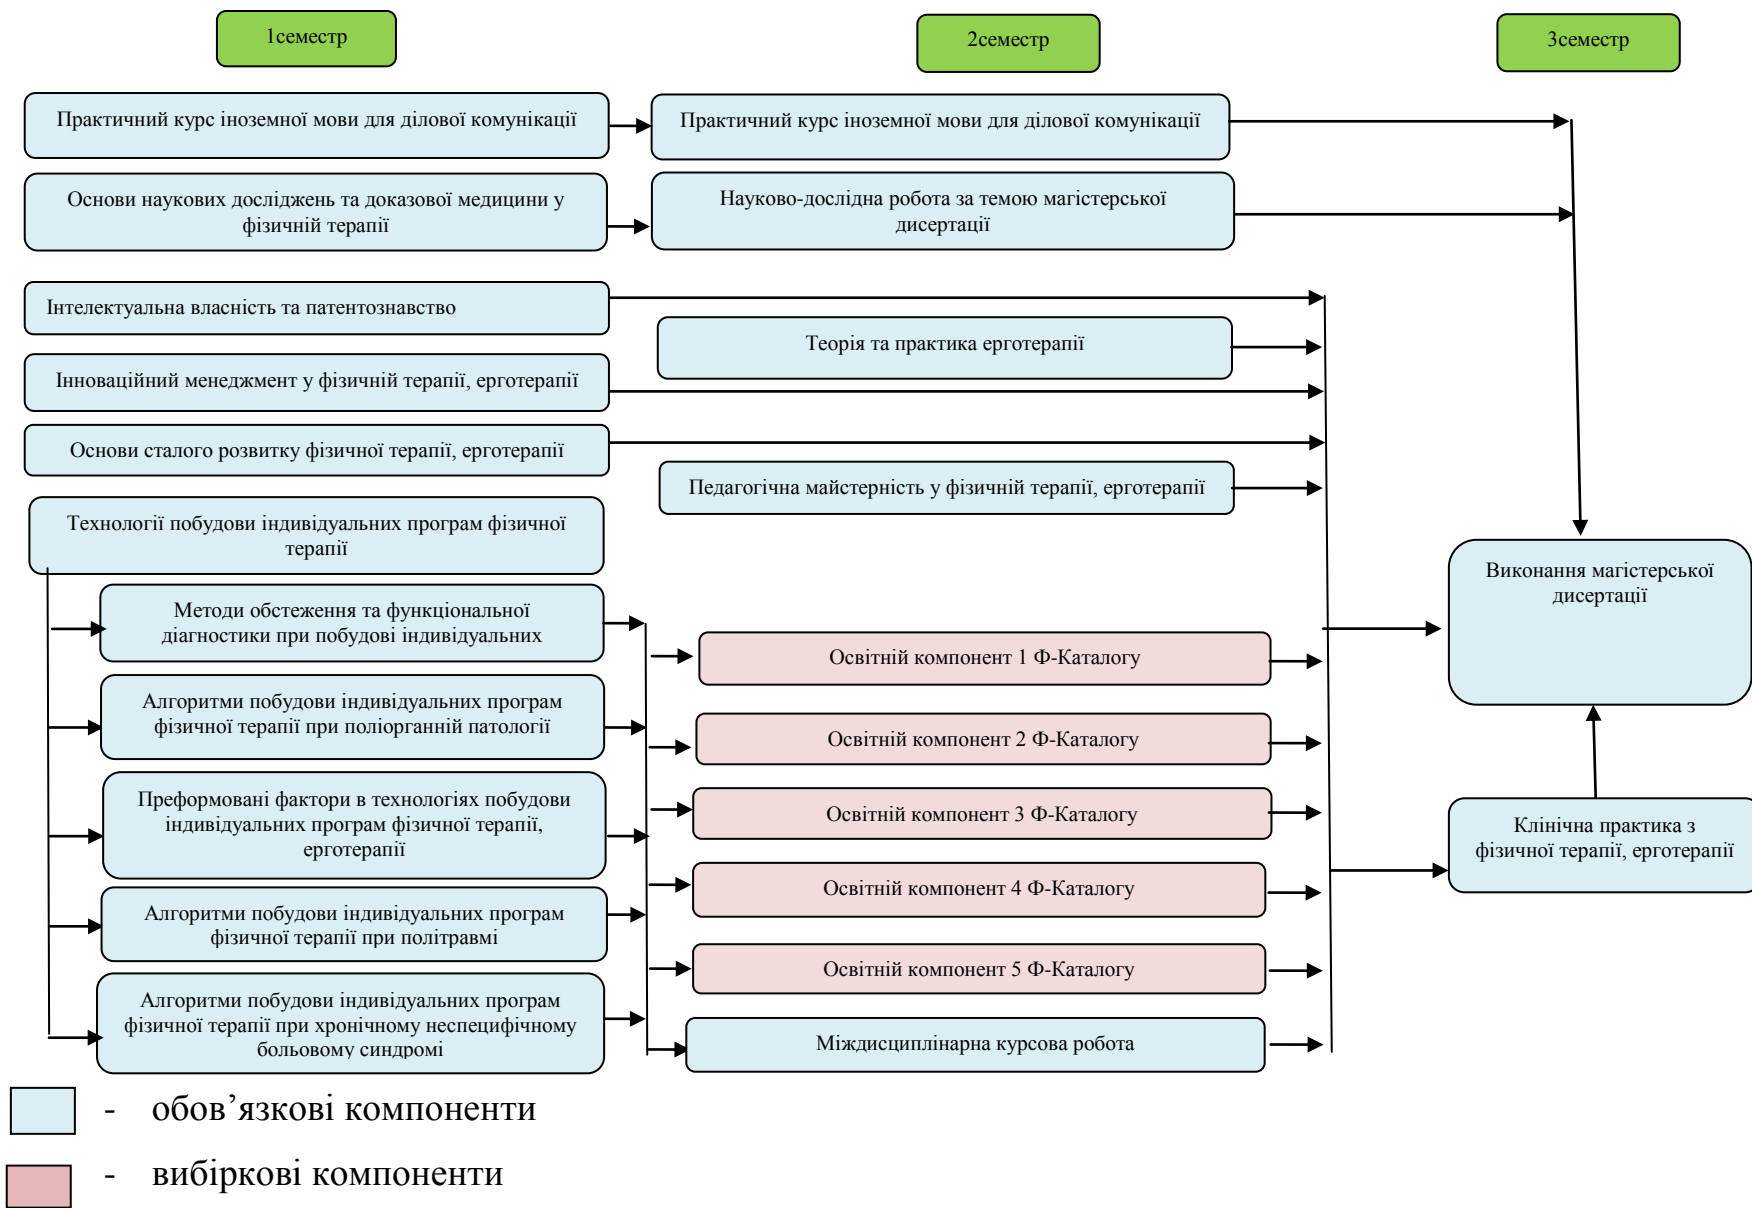 1семестр
2семестр
3семестр
Практичний курс іноземної мови для ділової комунікації
Практичний курс іноземної мови для ділової комунікації
Основи наукових досліджень та доказової медицини у
фізичній терапії
Науково-дослідна робота за темою магістерської
дисертації
Інтелектуальна власність та патентознавство
Теорія та практика ерготерапії
Інноваційний менеджмент у фізичній терапії, ерготерапії
Основи сталого розвитку фізичної терапії, ерготерапії
Педагогічна майстерність у фізичній терапії, ерготерапії
Технології побудови індивідуальних програм фізичної
терапії
Виконання магістерської
дисертації
Методи обстеження та функціональної
діагностики при побудові індивідуальних
Освітній компонент 1 Ф-Каталогу
Алгоритми побудови індивідуальних програм
фізичної терапії при поліорганній патології
Освітній компонент 2 Ф-Каталогу
Преформовані фактори в технологіях побудови
індивідуальних програм фізичної терапії,
ерготерапії
Освітній компонент 3 Ф-Каталогу
Клінічна практика з
фізичної терапії, ерготерапії
Освітній компонент 4 Ф-Каталогу
Алгоритми побудови індивідуальних програм
фізичної терапії при політравмі
Освітній компонент 5 Ф-Каталогу
Алгоритми побудови індивідуальних програм
фізичної терапії при хронічному неспецифічному
больовому синдромі
Міждисциплінарна курсова робота
- обов’язкові компоненти
- вибіркові компоненти